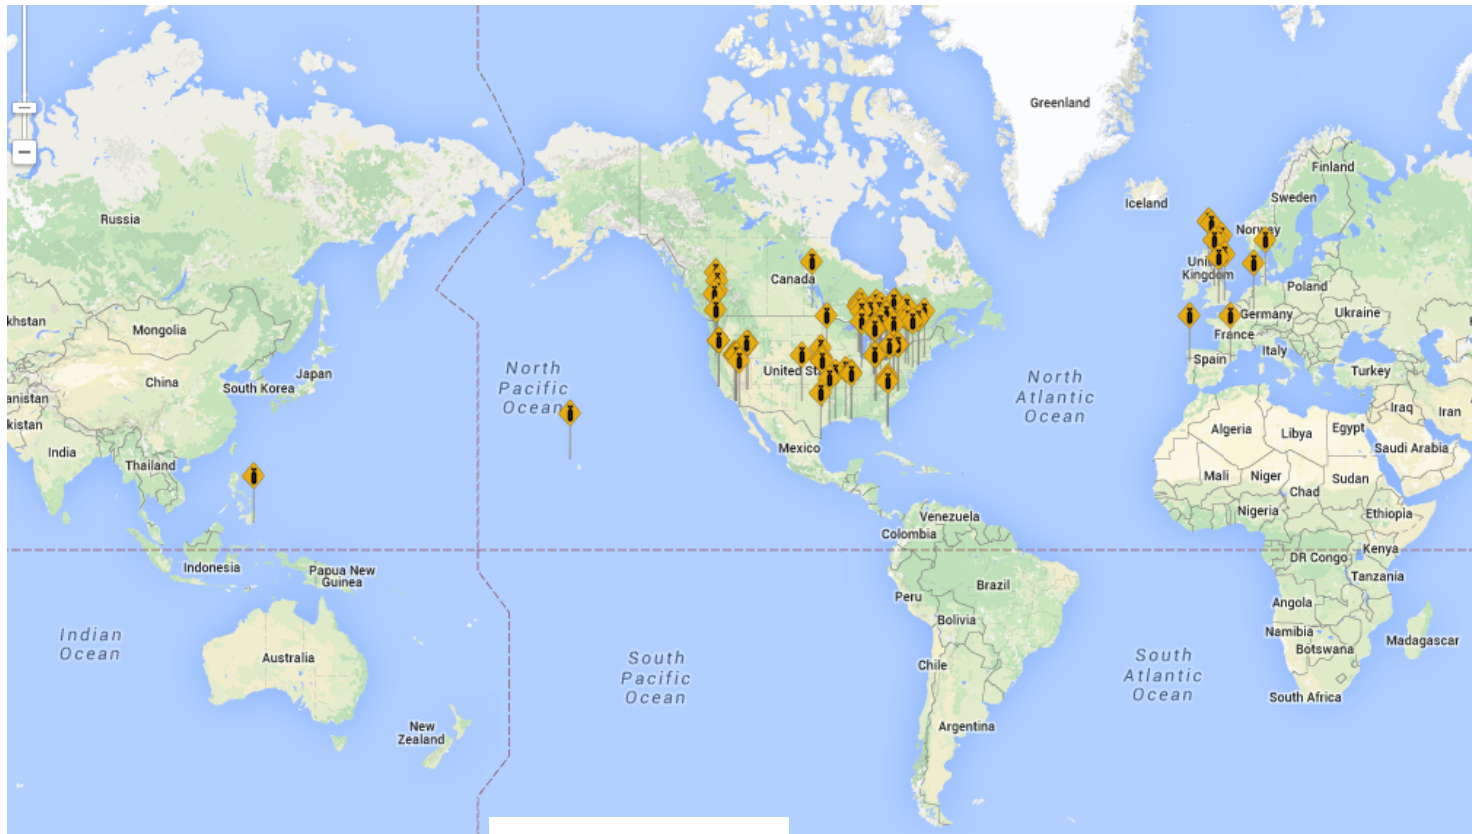 Greenland
Finland
Russia
Iceland
Sweden
Norway
Canada
Kingdom
Poland
khstan
Mongolia
Germany
Ukraine
France
Italy
Spain
North
Pacific
Ocean
United St
Turkey
China
South Korea
Japan
anistan
kistan
North
Atlantic
Ocean
Iraq
Iran
Algeria
Libya
Egypt
Saudi Arabia
India
Thailand
Mexico
Mali
Niger
Chad
Sudan
Nigeria
Ethiopia
Venezuela
Colombia
Indonesia
Papua New
Guinea
Kenya
DR Congo
Tanzania
Brazil
Peru
Angola
Bolivia
Indian
Ocean
Namibia
Botswana
Madagascar
Australia
Chile
South
Pacific
Ocean
South
Atlantic
Ocean
South Africa
New
Zealand
Argentina